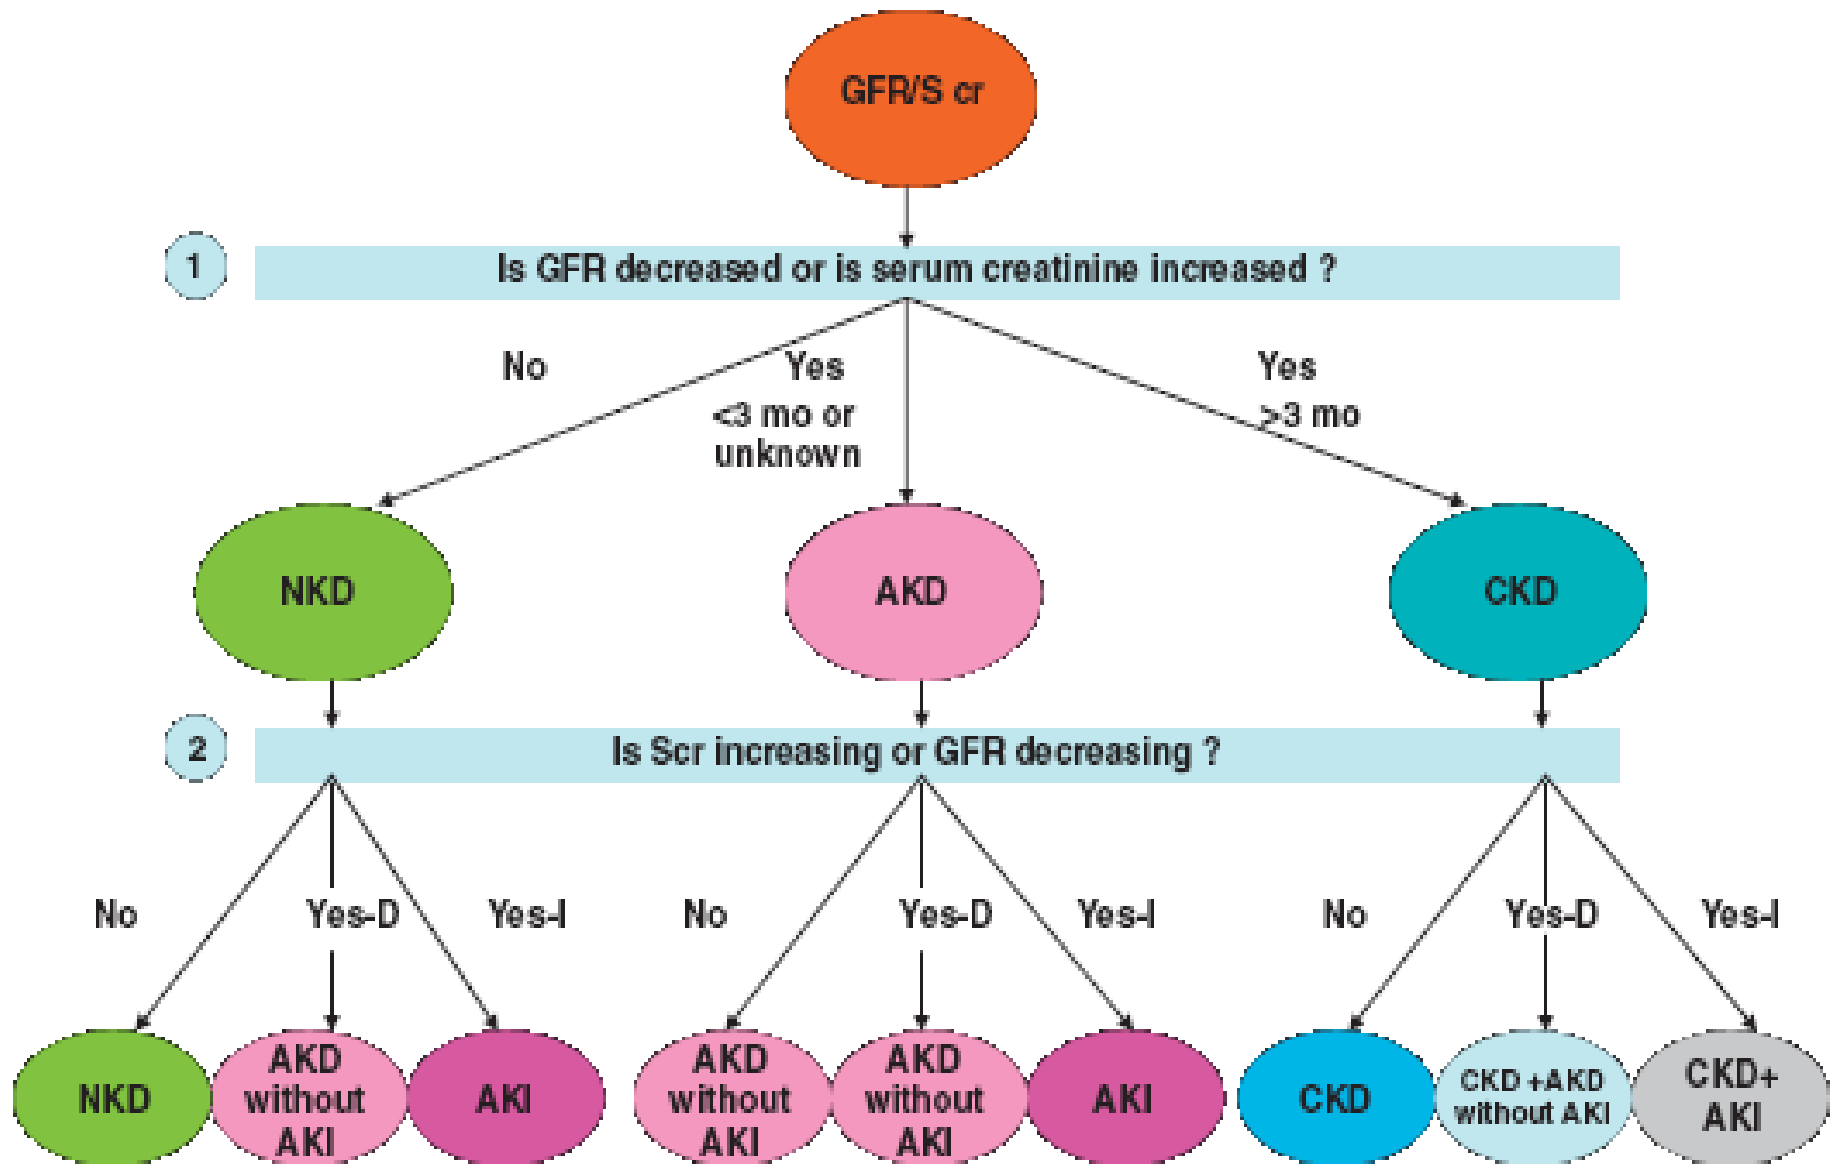 GFR/S cr
1
Is GFR decreased or is serum creatinine increased ?
No
Yes
<3 mo or
unknown
Yes
>3 mo
NKD
AKD
CKD
2
Is Scr increasing or GFR decreasing ?
No
Yes-D
Yes-I
No
Yes-D
Yes-I
No
Yes-D
Yes-I
NKD
AKD
without
AKI
AKI
AKD
without
AKI
AKD
without
AKI
AKI
CKD
CKD +AKD
without AKI
CKD+
AKI